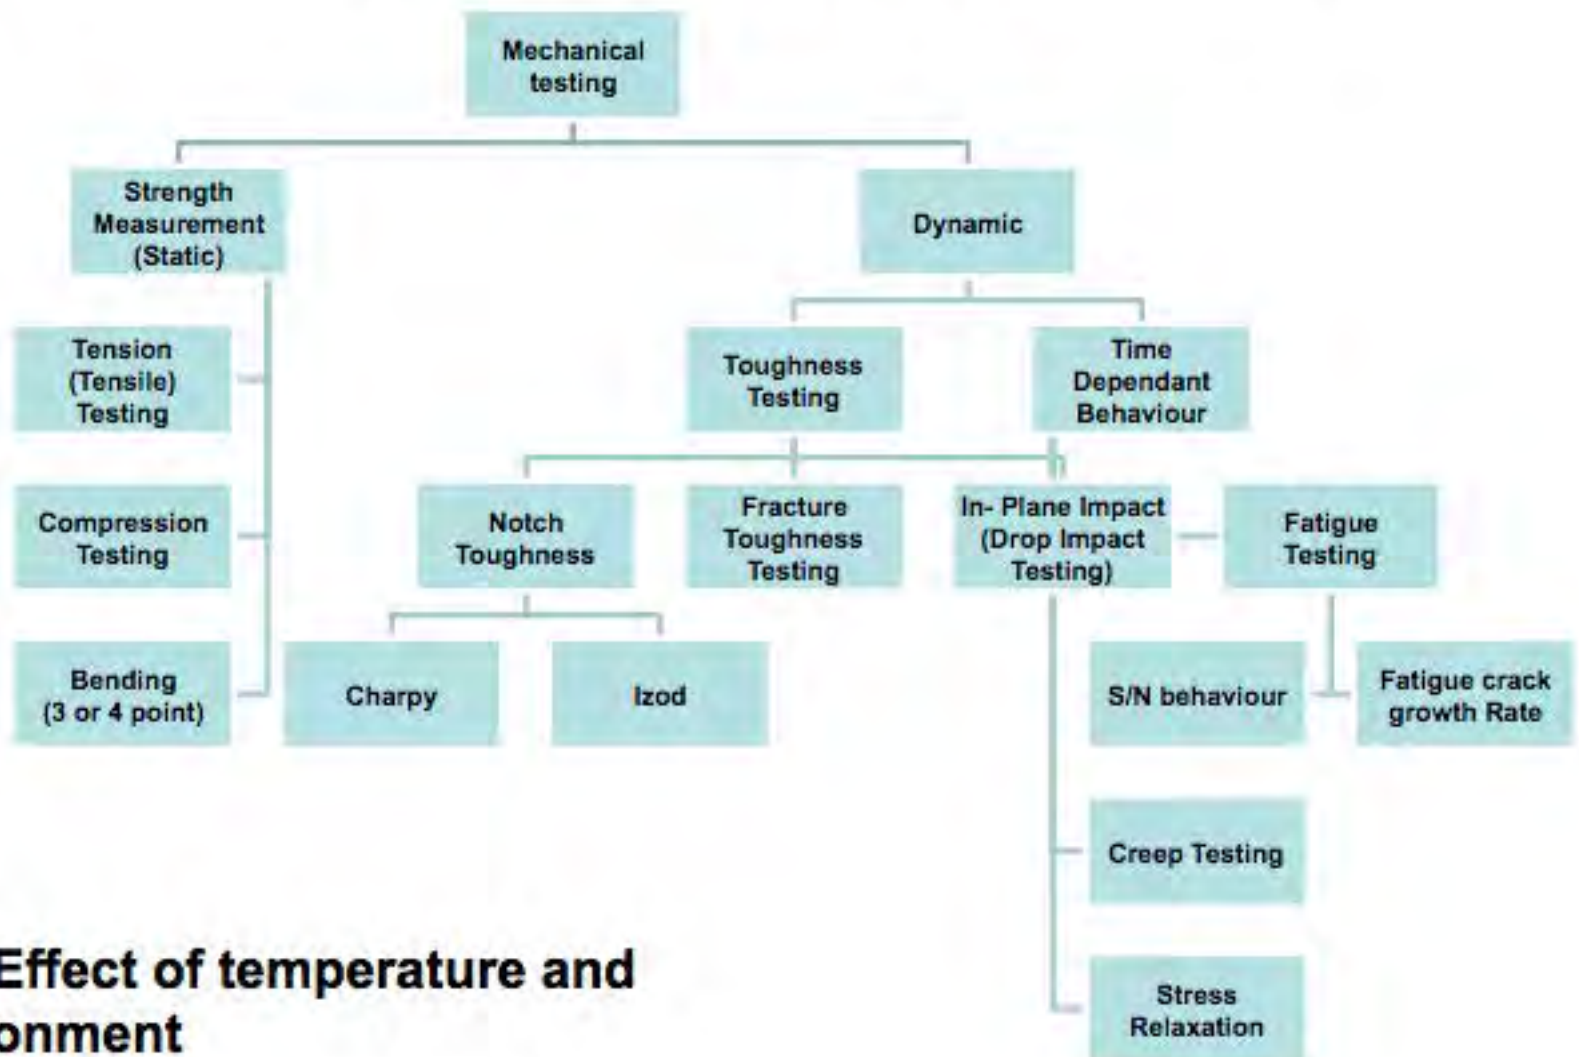 Mechanical
testing
Strength
Measurement
(Static)
Dynamic
Tension
(Tensile)
Testing
Toughness
Testing
Time
Dependant
Behaviour
Compression
Testing
Notch
Toughness
Fracture
Toughness
Testing
In- Plane Impact
(Drop Impact
Testing)
Fatigue
Testing
Bending
(3 or 4 point)
Charpy
Izod
S/N behaviour
Fatigue crack
growth Rate
Creep Testing
Stress
Relaxation
Effect of temperature and
onment